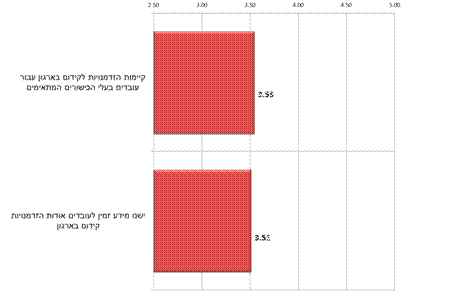 2.50 3.00 3.50 4.00 4.50 5.00
קיימות הזדמנויות לקידום בארגון עבור
עובדים בעלי הכישורים המתאימים
ישנו מידע זמין לעובדים אודות הזדמנויות
קידום בארגון